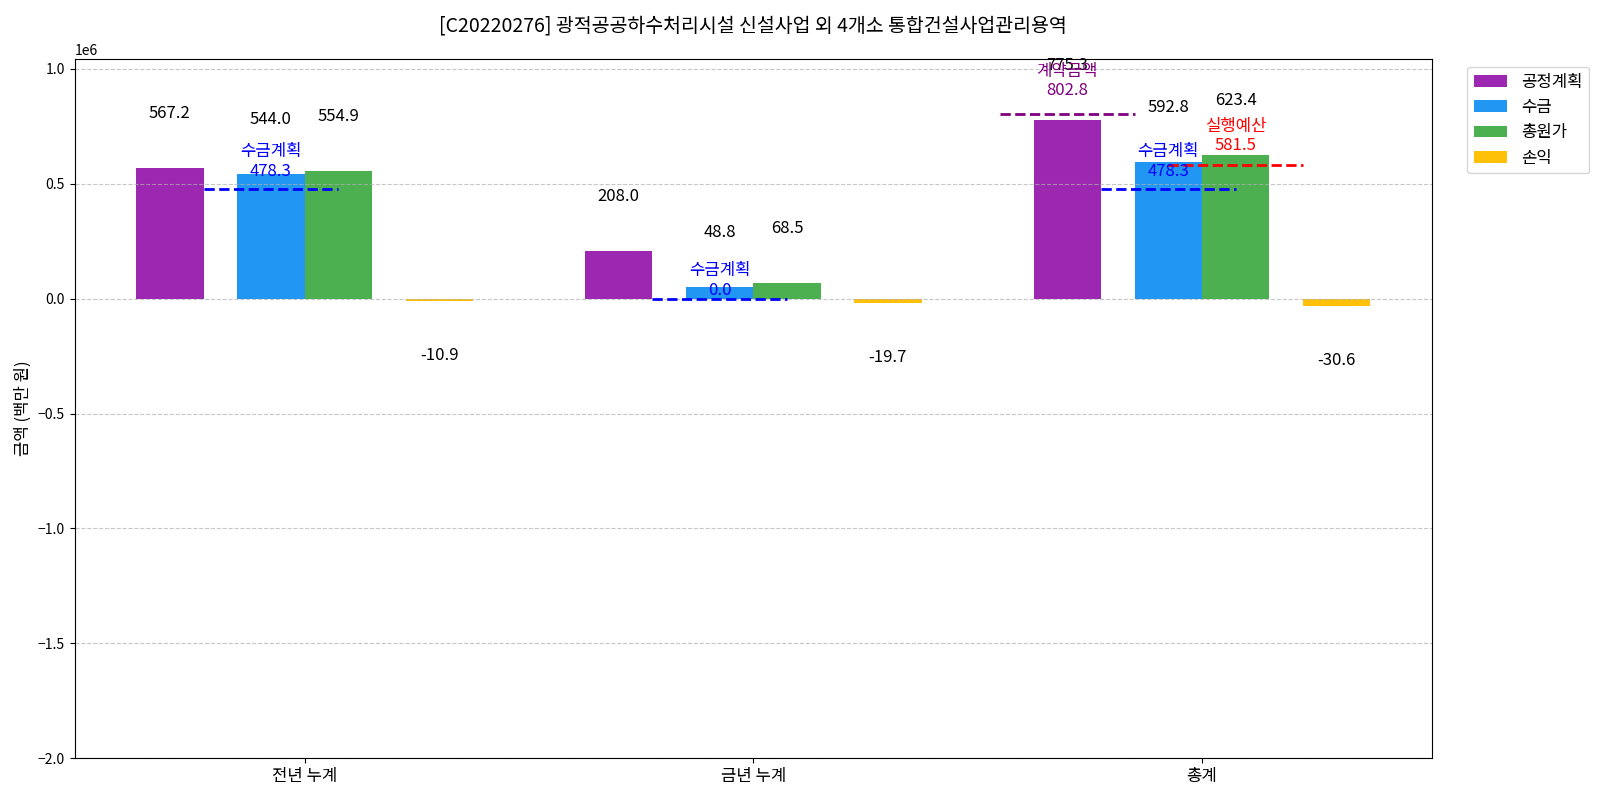 [C20220276] 광적공공하수처리시설 신설사업 외 4개소 통합건설사업관리용역
1e6
1.0
0.5
0.0
−0.5
−1.0
−1.5
−2.0
금액 (백만 원)
567.2
544.0
554.9
수금계획
478.3
-10.9
208.0
48.8
68.5
수금계획
0.0
-19.7
775.3
계약금액
802.8
592.8
623.4
수금계획
478.3
실행예산
581.5
-30.6
전년 누계
금년 누계
총계
공정계획
수금
총원가
손익